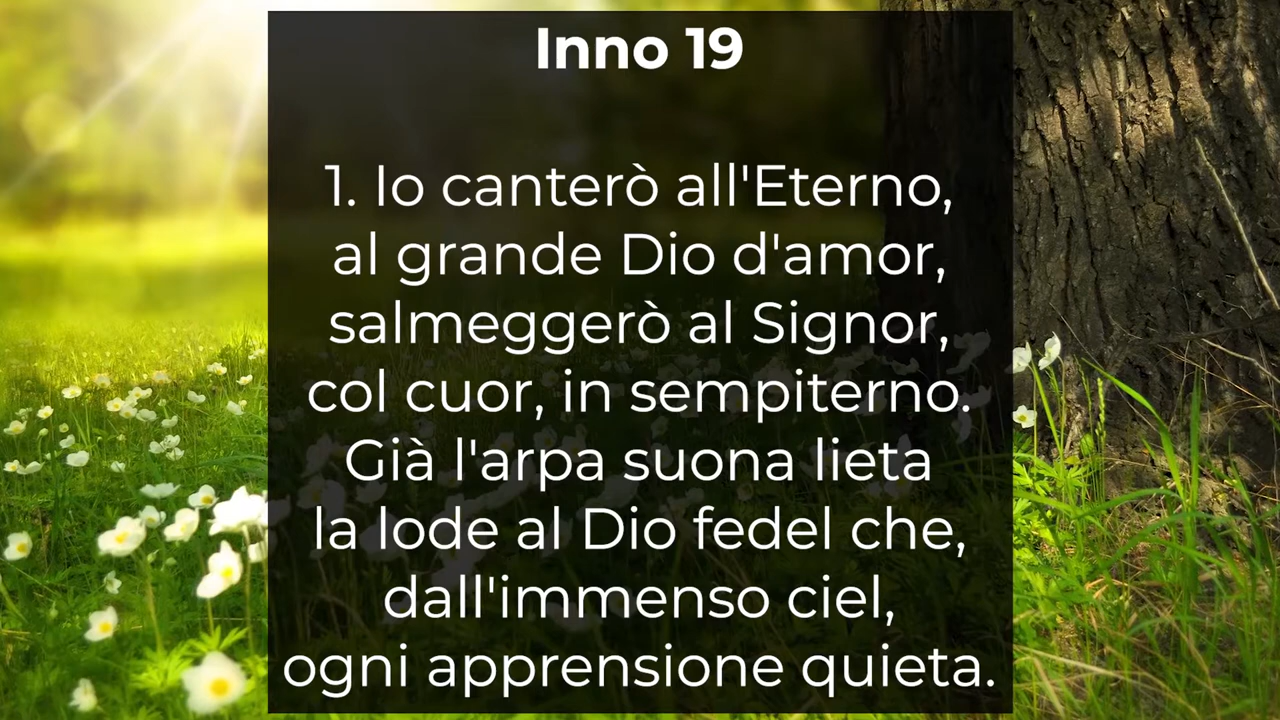 Inno 19
1. Io canterò all'Eterno,
al grande Dio d'amor,
salmeggerò al Signor,
col cuor, in sempiterno.
Già l'arpa suona lieta
la lode al Dio fedel che,
dall'immenso ciel,
ogni apprensione quieta.